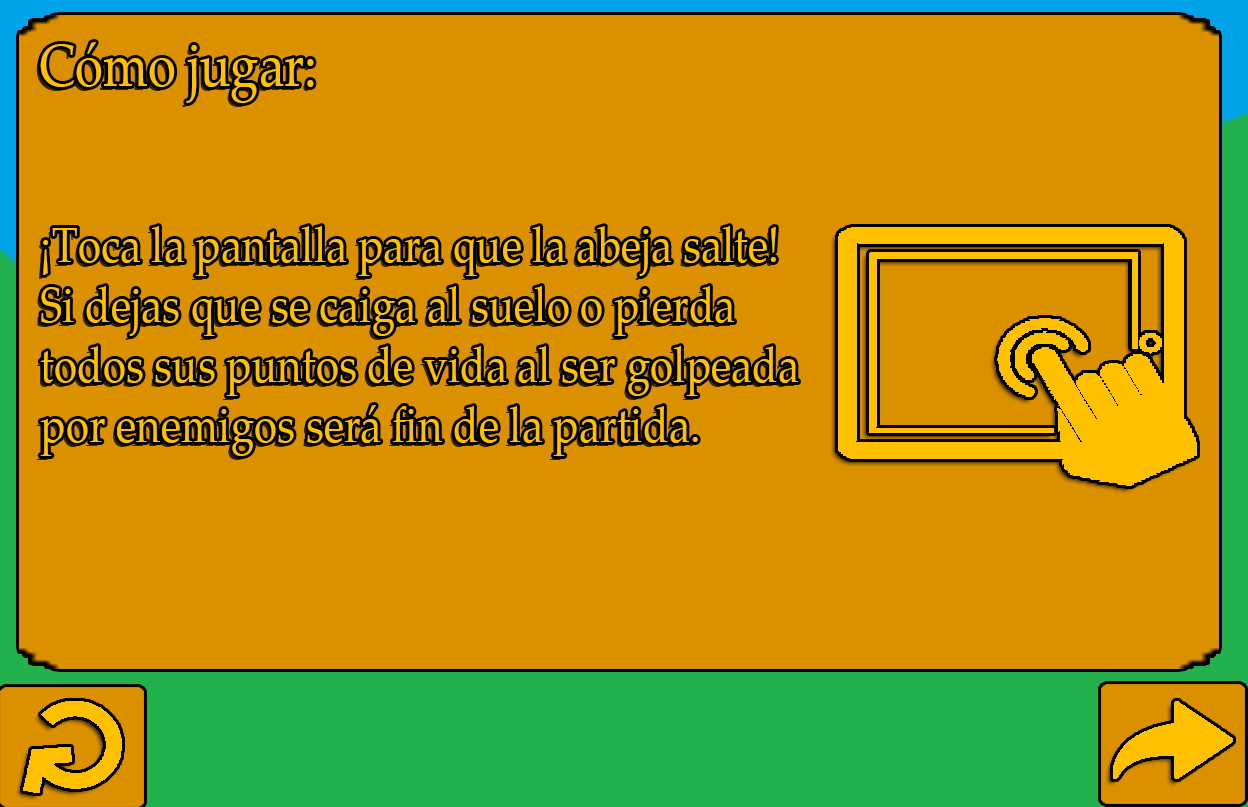 Cómo jugar:
¡Toca la pantalla para que la abeja salte!
Si dejas que se caiga al suelo o pierda
todos sus puntos de vida al ser golpeada
por enemigos será fin de la partida.